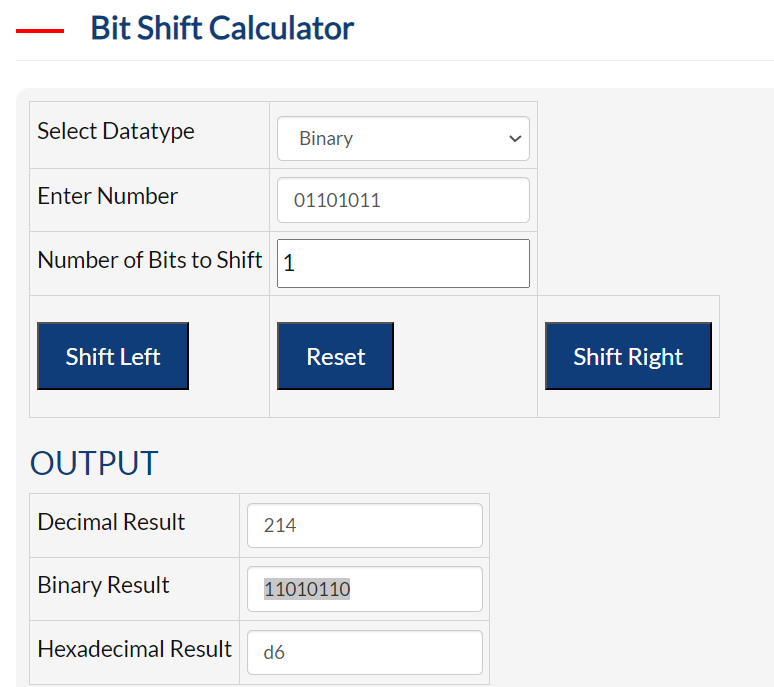 Bit Shift Calculator
Select Datatype Binary
Enter Number 01101011
Number of Bits to Shift 1
Shift Left Reset Shift Right
OUTPUT
Decimal Result 214
Binary Result 11010110
Hexadecimal Result d6